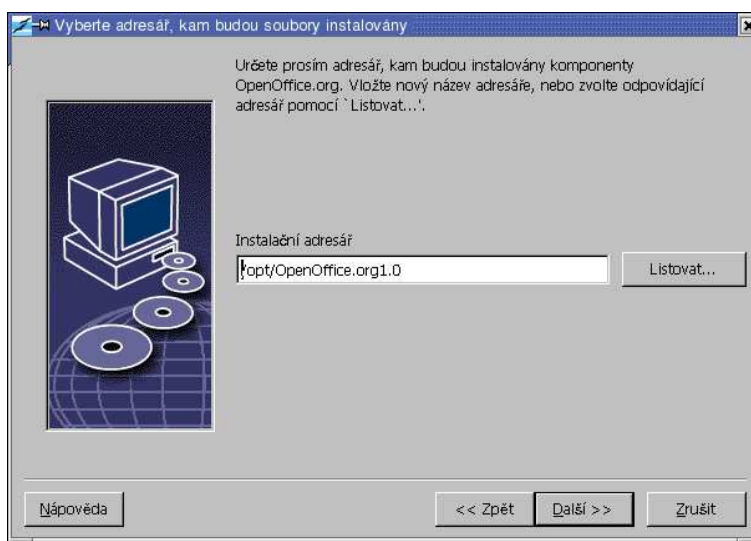 Vyberte adresář, kam budou soubory instalovány
Určete prosím adresář, kam budou instalovány komponenty
OpenOffice.org. Vložte nový název adresáře, nebo zvolte odpovídající
adresář pomocí `Listovat...'.
Instalační adresář
/opt/OpenOffice.org1.0
Listovat...
Nápověda
<< Zpět
Další >>
Zrušit